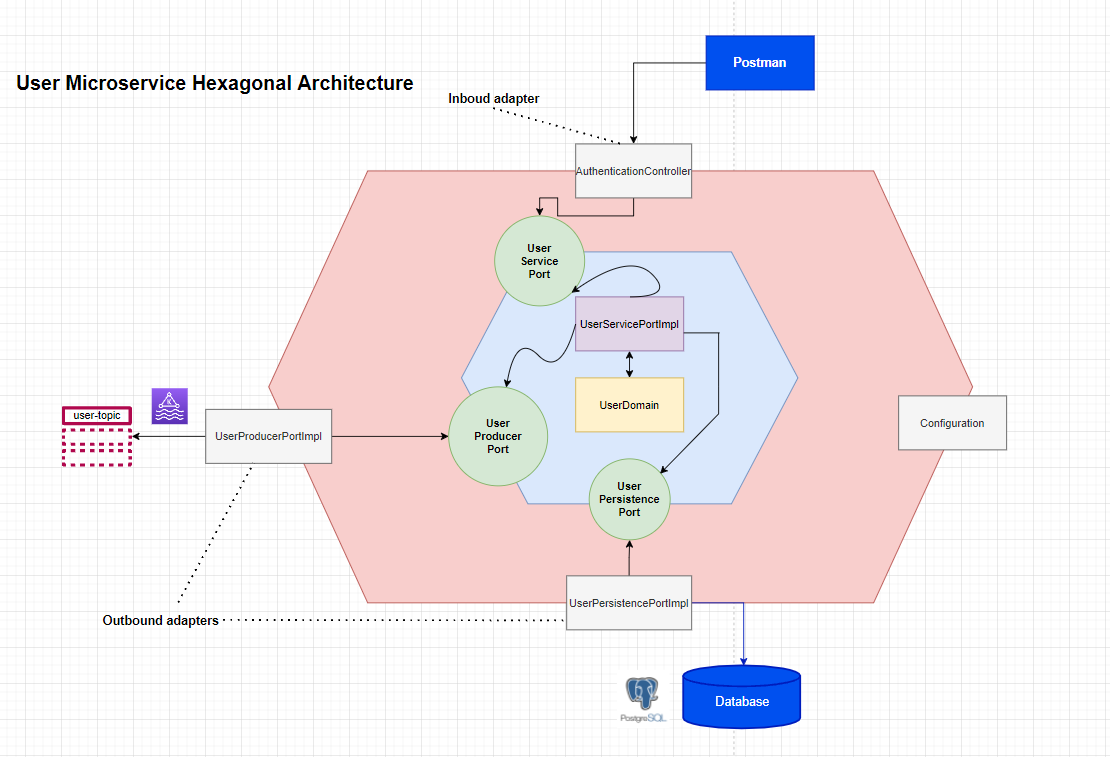 Postman
User Microservice Hexagonal Architecture
Inboud adapter
AuthenticationController
User
Service
Port
UserServicePortImpl
UserDomain
user-topic
UserProducerPortImpl
User
Producer
Port
Configuration
User
Persistence
Port
UserPersistencePortImpl
Outbound adapters
Database
PostgreSQL